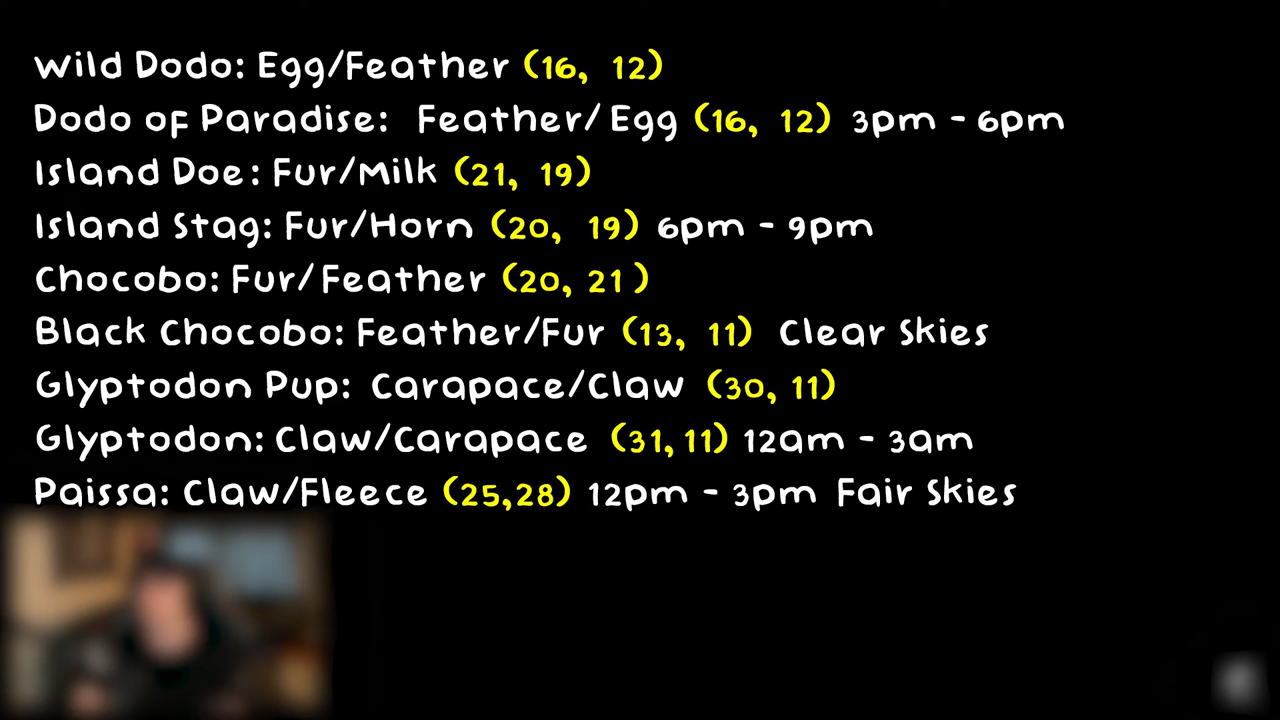 Wild Dodo: Egg/Feather (16, 12)
Dodo of Paradise: Feather/ Egg (16, 12) 3pm - 6pm
Island Doe: Fur/Milk (21, 19)
Island Stag: Fur/Horn (20, 19) 6pm - 9pm
Chocobo: Fur/Feather (20, 21 )
Black Chocobo: Feather/Fur (13, 11) Clear Skies
Glyptodon Pup: Carapace/Claw (30, 11)
Glyptodon: Claw/Carapace (31, 11) 12am - 3am
Paissa: Claw/Fleece (25,28) 12pm - 3pm Fair Skies